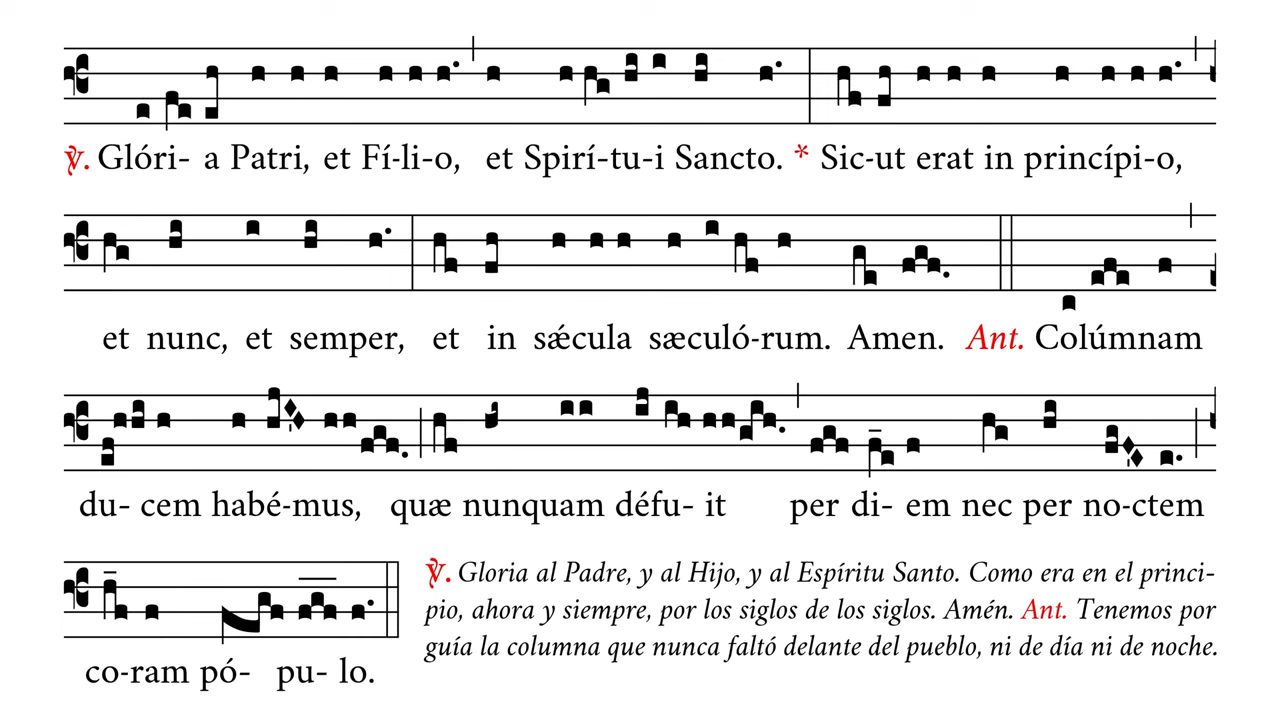 ℣. Glóri- a Patri, et Fí-li-o, et Spirí-tu-i Sancto. * Sic-ut erat in princípi-o,
et nunc, et semper, et in sǽcula sæculó-rum. Amen. Ant. Colúmnam
du- cem habé-mus, quæ nunquam défu- it per di- em nec per no-ctem
co-ram pó- pu- lo.
℣. Gloria al Padre, y al Hijo, y al Espíritu Santo. Como era en el princi-
pio, ahora y siempre, por los siglos de los siglos. Amén. Ant. Tenemos por
guía la columna que nunca faltó delante del pueblo, ni de día ni de noche.